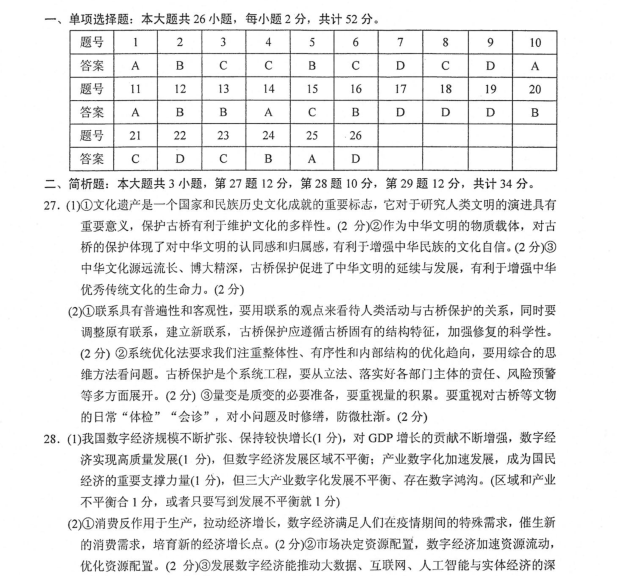 一、单项选择题：本大题共 26 小题，每小题 2 分，共计 52 分。
题号 1 2 3 4 5 6 7 8 9 10
答案 A B C C B C D C D A
题号 11 12 13 14 15 16 17 18 19 20
答案 A B B A C B D D D B
题号 21 22 23 24 25 26
答案 C D C B A D
二、简析题：本大题共 3 小题，第 27 题 12 分，第 28 题 10 分，第 29 题 12 分，共计 34 分。
27. (1)①文化遗产是一个国家和民族历史文化成就的重要标志，它对于研究人类文明的演进具有
重要意义，保护古桥有利于维护文化的多样性。(2 分)②作为中华文明的物质载体，对古
桥的保护体现了对中华文明的认同感和归属感，有利于增强中华民族的文化自信。(2 分)③
中华文化源远流长、博大精深，古桥保护促进了中华文明的延续与发展，有利于增强中华
优秀传统文化的生命力。(2 分)
(2)①联系具有普遍性和客观性，要用联系的观点来看待人类活动与古桥保护的关系，同时要
调整原有联系，建立新联系，古桥保护应遵循古桥固有的结构特征，加强修复的科学性。
(2 分) ②系统优化法要求我们注重整体性、有序性和内部结构的优化趋向，要用综合的思
维方法看问题。古桥保护是个系统工程，要从立法、落实好各部门主体的责任、风险预警
等多方面展开。(2 分) ③量变是质变的必要准备，要重视量的积累。要重视对古桥等文物
的日常“体检”“会诊”，对小问题及时修缮，防微杜渐。(2 分)
28. (1)我国数字经济规模不断扩张、保持较快增长(1 分)，对 GDP 增长的贡献不断增强，数字经
济实现高质量发展(1 分)，但数字经济发展区域不平衡；产业数字化加速发展，成为国民
经济的重要支撑力量(1 分)，但三大产业数字化发展不平衡、存在数字鸿沟。(区域和产业
不平衡合 1 分，或者只要写到发展不平衡就 1 分)
(2)①消费反作用于生产，拉动经济增长，数字经济满足人们在疫情期间的特殊需求，催生新
的消费需求，培育新的经济增长点。(2 分)②市场决定资源配置，数字经济加速资源流动，
优化资源配置。(2 分)③发展数字经济能推动大数据、互联网、人工智能与实体经济的深